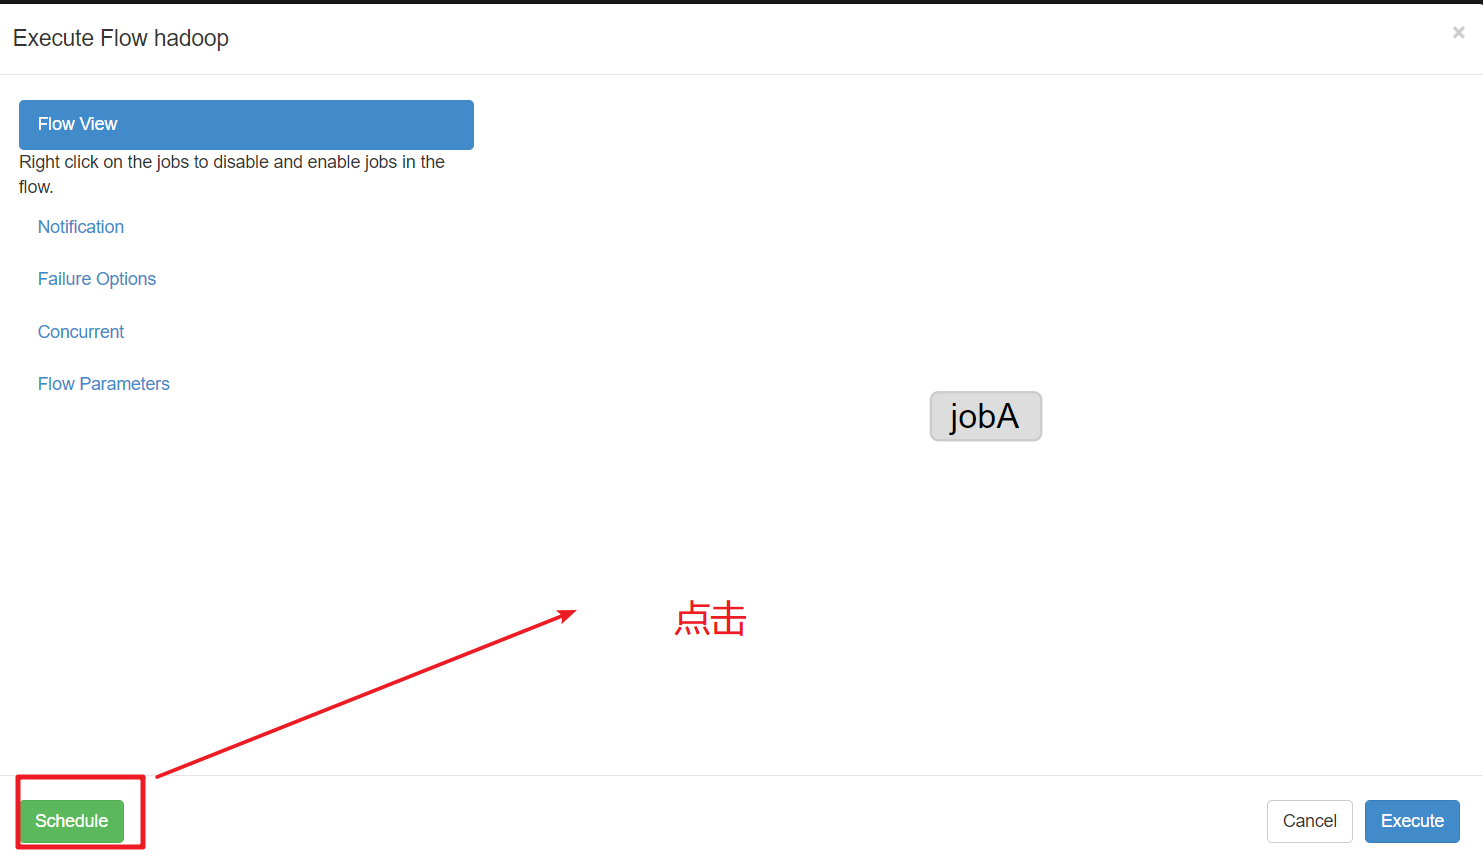 Execute Flow hadoop
×
Flow View
Right click on the jobs to disable and enable jobs in the
flow.
Notification
Failure Options
Concurrent
Flow Parameters
jobA
点击
Schedule
Cancel
Execute